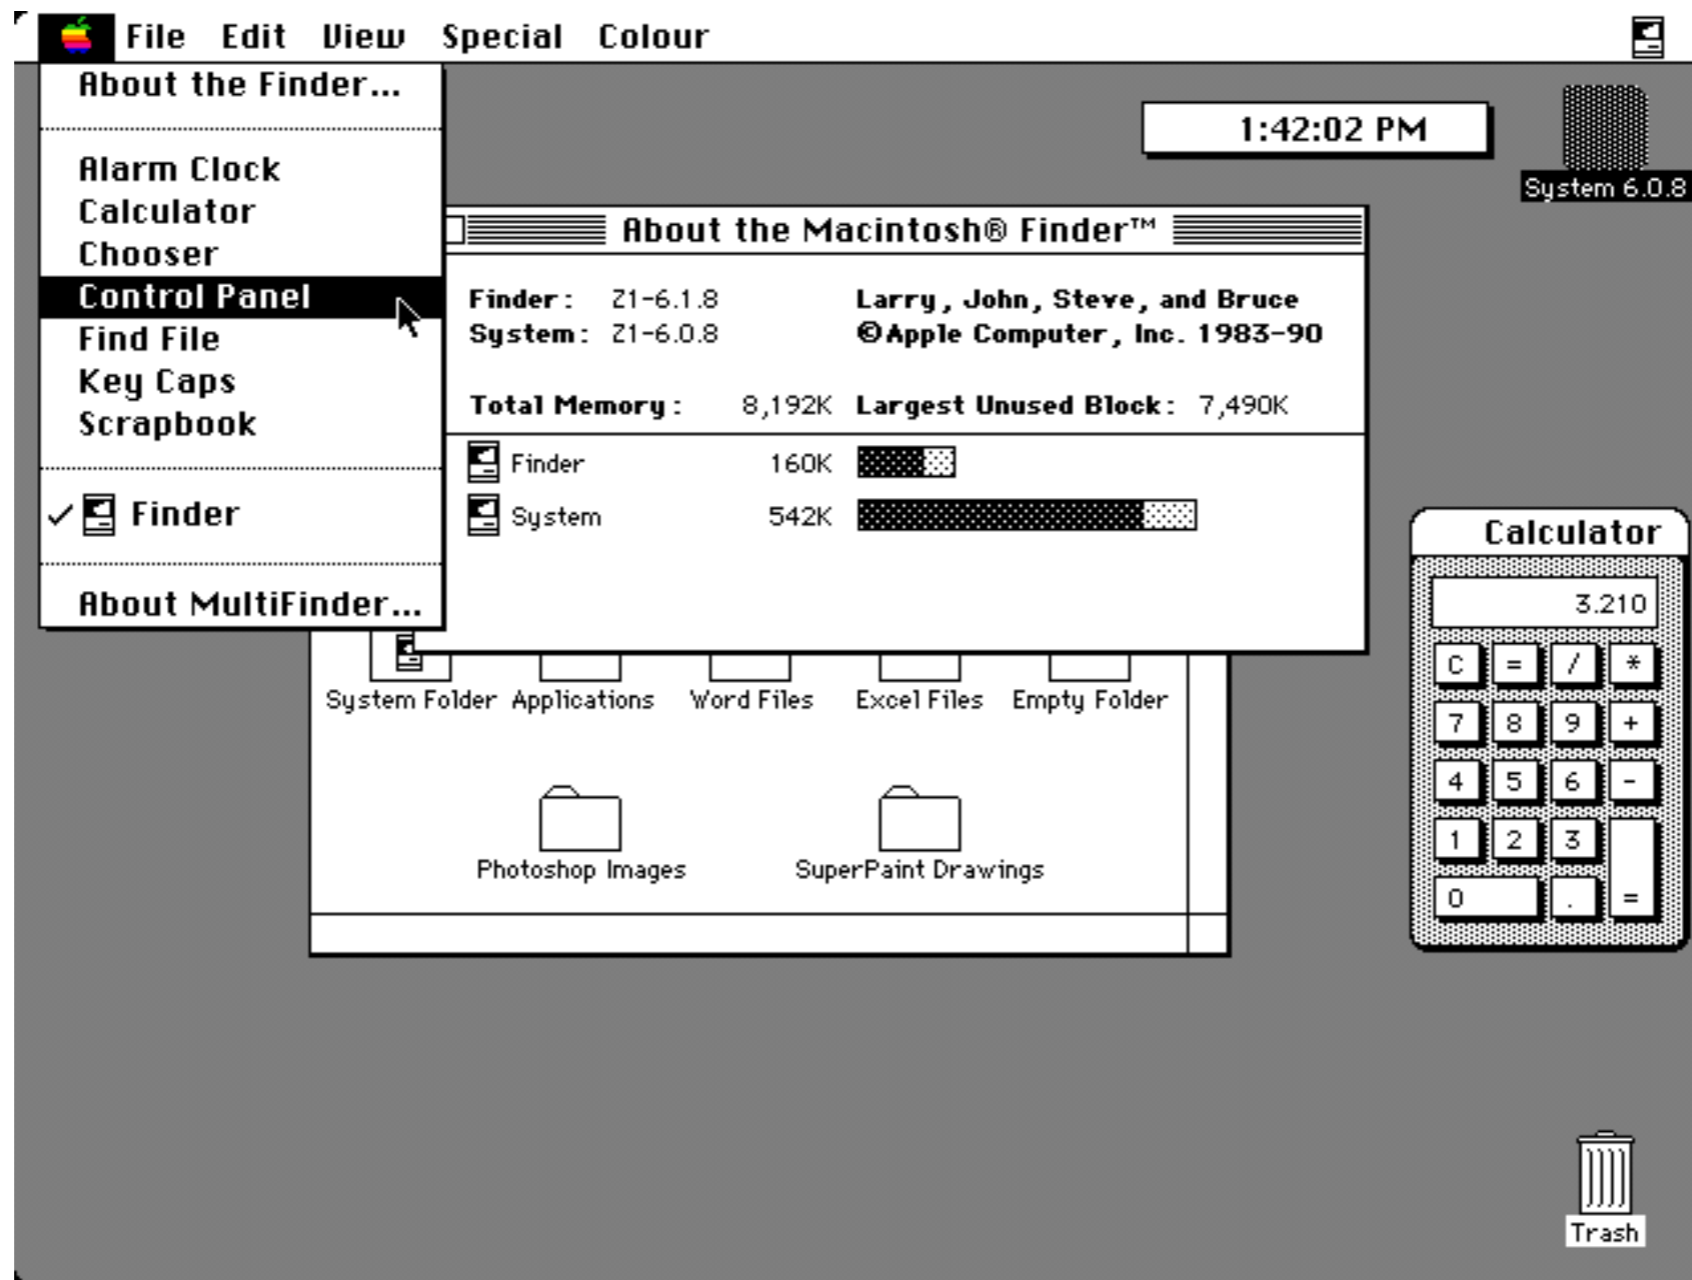 File Edit View Special Colour
About the Finder...
Alarm Clock
Calculator
Chooser
Control Panel
Find File
Key Caps
Scrapbook
Finder
About MultiFinder...
1:42:02 PM
System 6.0.8
About the Macintosh® Finder™
Finder: Z1-6.1.8 Larry, John, Steve, and Bruce
System: Z1-6.0.8 ©Apple Computer, Inc. 1983-90
Total Memory: 8,192K Largest Unused Block: 7,490K
Finder 160K
System 542K
System Folder Applications Word Files Excel Files Empty Folder
Photoshop Images SuperPaint Drawings
Calculator
3.210
C = / *
7 8 9 +
4 5 6 -
1 2 3
0 . =
Trash